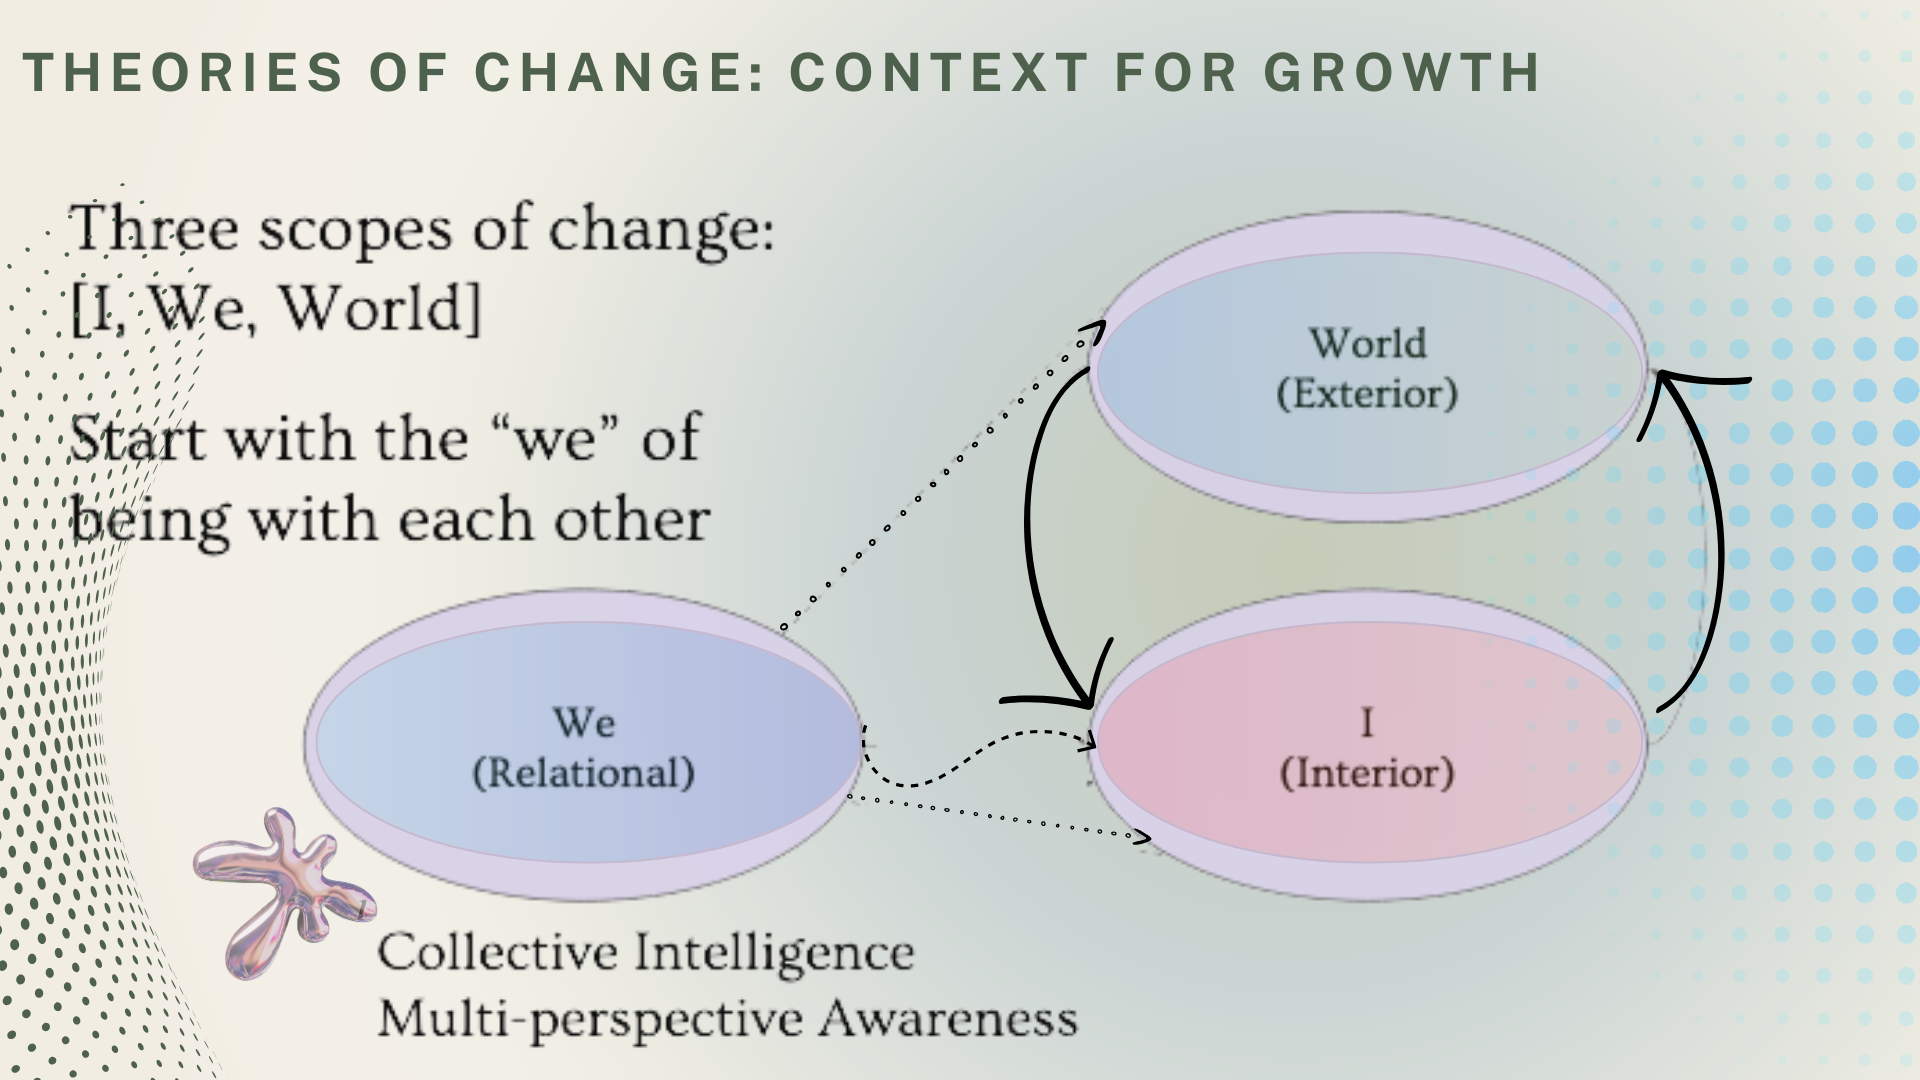 THEORIES OF CHANGE: CONTEXT FOR GROWTH
Three scopes of change:
[I, We, World]
Start with the “we” of
being with each other
World
(Exterior)
We
(Relational)
I
(Interior)
Collective Intelligence
Multi-perspective Awareness